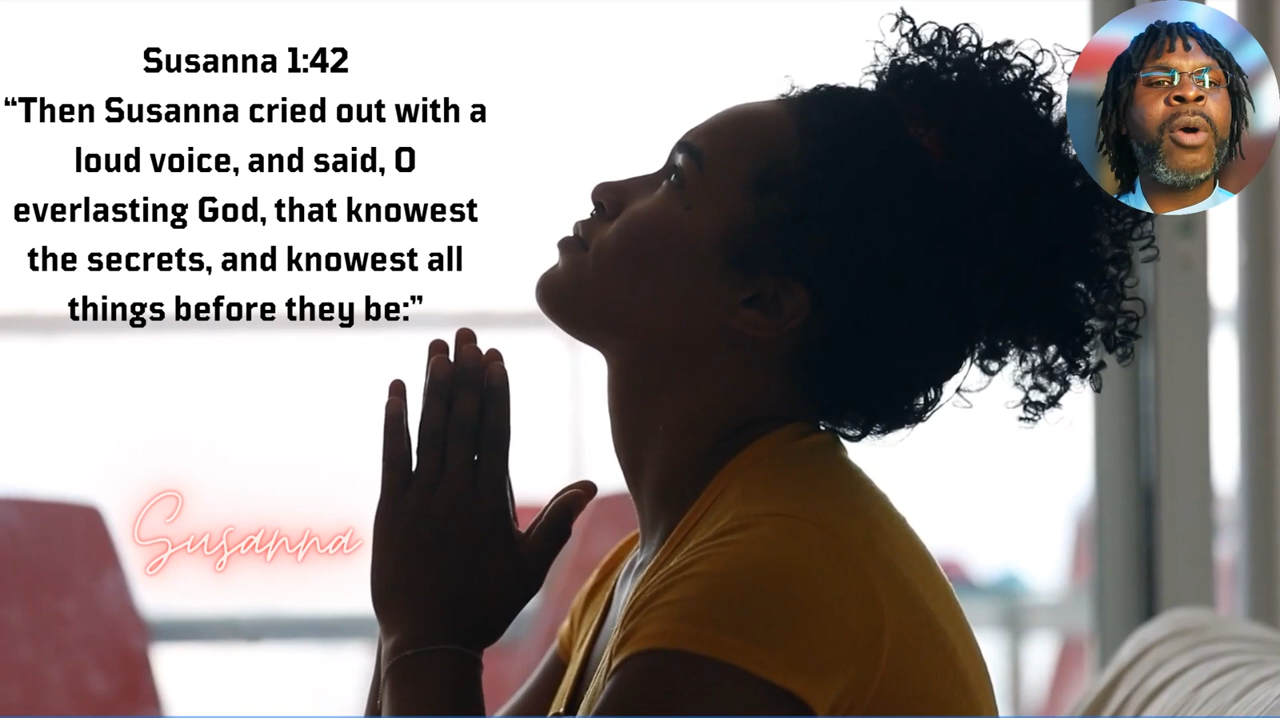 Susanna 1:42
“Then Susanna cried out with a
loud voice, and said, O
everlasting God, that knowest
the secrets, and knowest all
things before they be:”
Susanna